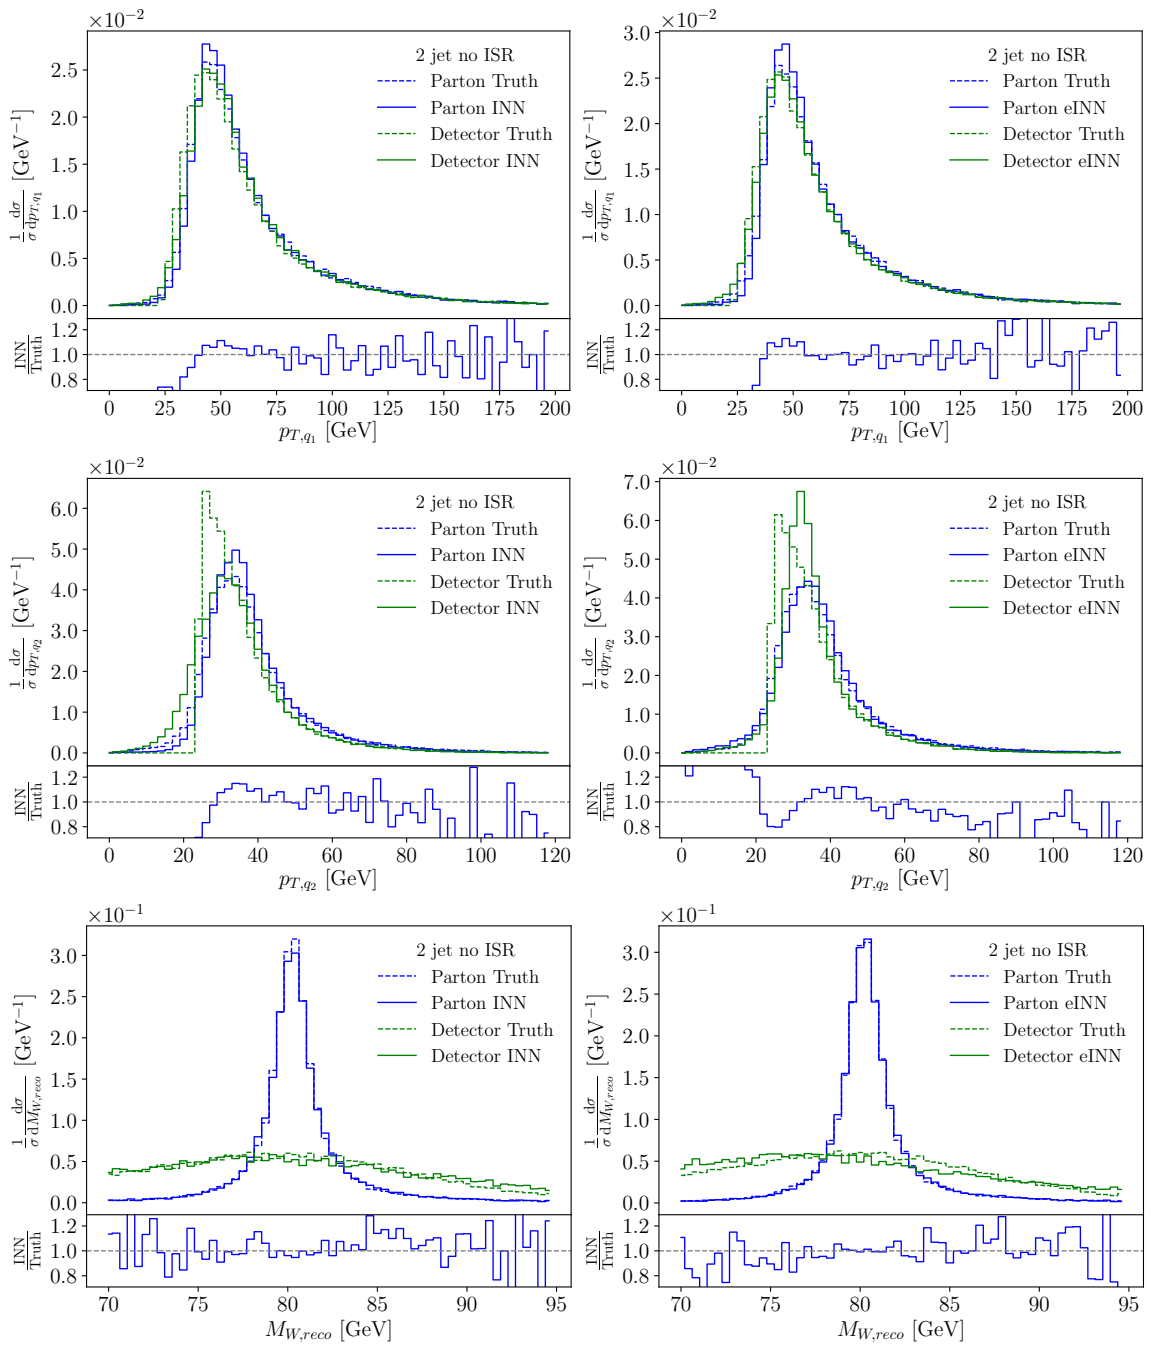 ×10⁻²
2 jet no ISR
Parton Truth
Parton INN
Detector Truth
Detector INN
2.5
2.0
1.5
1.0
0.5
0.0
1/σ dσ/dp_{T,q₁} [GeV⁻¹]
1.2
1.0
0.8
INN/Truth
0 25 50 75 100 125 150 175 200
p_{T,q₁} [GeV]
×10⁻²
2 jet no ISR
Parton Truth
Parton eINN
Detector Truth
Detector eINN
3.0
2.5
2.0
1.5
1.0
0.5
0.0
1/σ dσ/dp_{T,q₁} [GeV⁻¹]
1.2
1.0
0.8
INN/Truth
0 25 50 75 100 125 150 175 200
p_{T,q₁} [GeV]
×10⁻²
2 jet no ISR
Parton Truth
Parton INN
Detector Truth
Detector INN
6.0
5.0
4.0
3.0
2.0
1.0
0.0
1/σ dσ/dp_{T,q₂} [GeV⁻¹]
1.2
1.0
0.8
INN/Truth
0 20 40 60 80 100 120
p_{T,q₂} [GeV]
×10⁻²
2 jet no ISR
Parton Truth
Parton eINN
Detector Truth
Detector eINN
7.0
6.0
5.0
4.0
3.0
2.0
1.0
0.0
1/σ dσ/dp_{T,q₂} [GeV⁻¹]
1.2
1.0
0.8
INN/Truth
0 20 40 60 80 100 120
p_{T,q₂} [GeV]
×10⁻¹
2 jet no ISR
Parton Truth
Parton INN
Detector Truth
Detector INN
3.0
2.5
2.0
1.5
1.0
0.5
0.0
1/σ dσ/dM_{W,reco} [GeV⁻¹]
1.2
1.0
0.8
INN/Truth
70 75 80 85 90 95
M_{W,reco} [GeV]
×10⁻¹
2 jet no ISR
Parton Truth
Parton eINN
Detector Truth
Detector eINN
3.0
2.5
2.0
1.5
1.0
0.5
0.0
1/σ dσ/dM_{W,reco} [GeV⁻¹]
1.2
1.0
0.8
INN/Truth
70 75 80 85 90 95
M_{W,reco} [GeV]